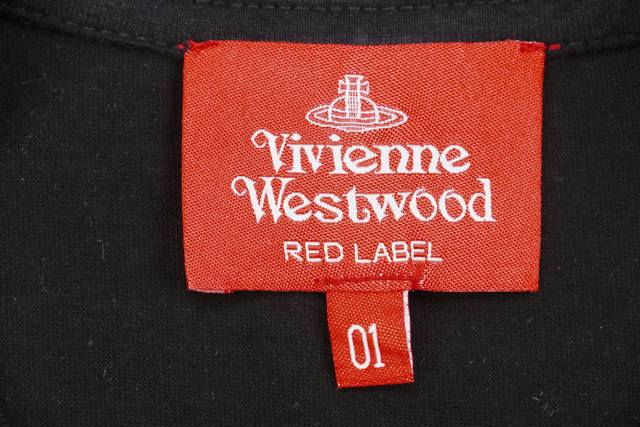 Vivienne
Westwood
RED LABEL
01